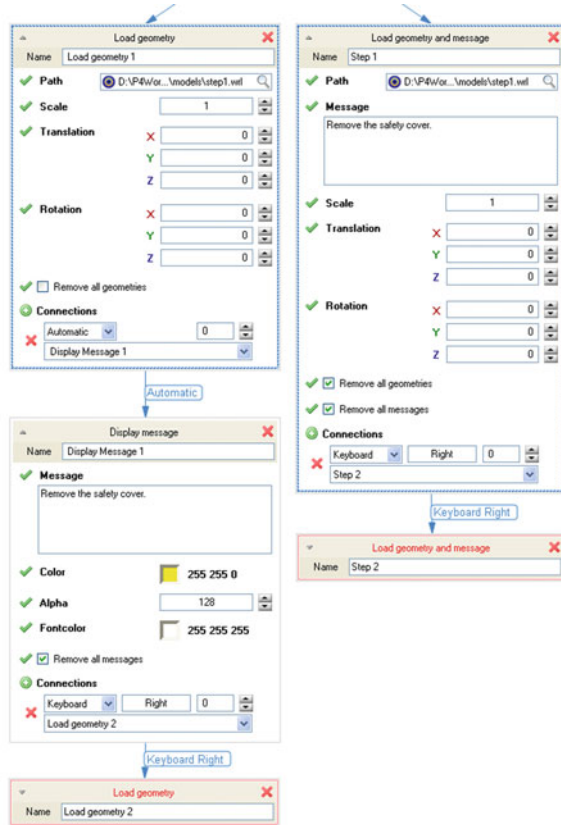 Load geometry
Name Load geometry 1
Path D:\P4Wor...\models\step1.wrl
Scale 1
Translation X 0
Y 0
Z 0
Rotation X 0
Y 0
Z 0
Remove all geometries
Connections
Automatic 0
Display Message 1
Automatic
Display message
Name Display Message 1
Message
Remove the safety cover.
Color 255 255 0
Alpha 128
Fontcolor 255 255 255
Remove all messages
Connections
Keyboard Right 0
Load geometry 2
Keyboard Right
Load geometry
Name Load geometry 2
Load geometry and message
Name Step 1
Path D:\P4Wor...\models\step1.wrl
Message
Remove the safety cover.
Scale 1
Translation X 0
Y 0
Z 0
Rotation X 0
Y 0
Z 0
Remove all geometries
Remove all messages
Connections
Keyboard Right 0
Step 2
Keyboard Right
Load geometry and message
Name Step 2